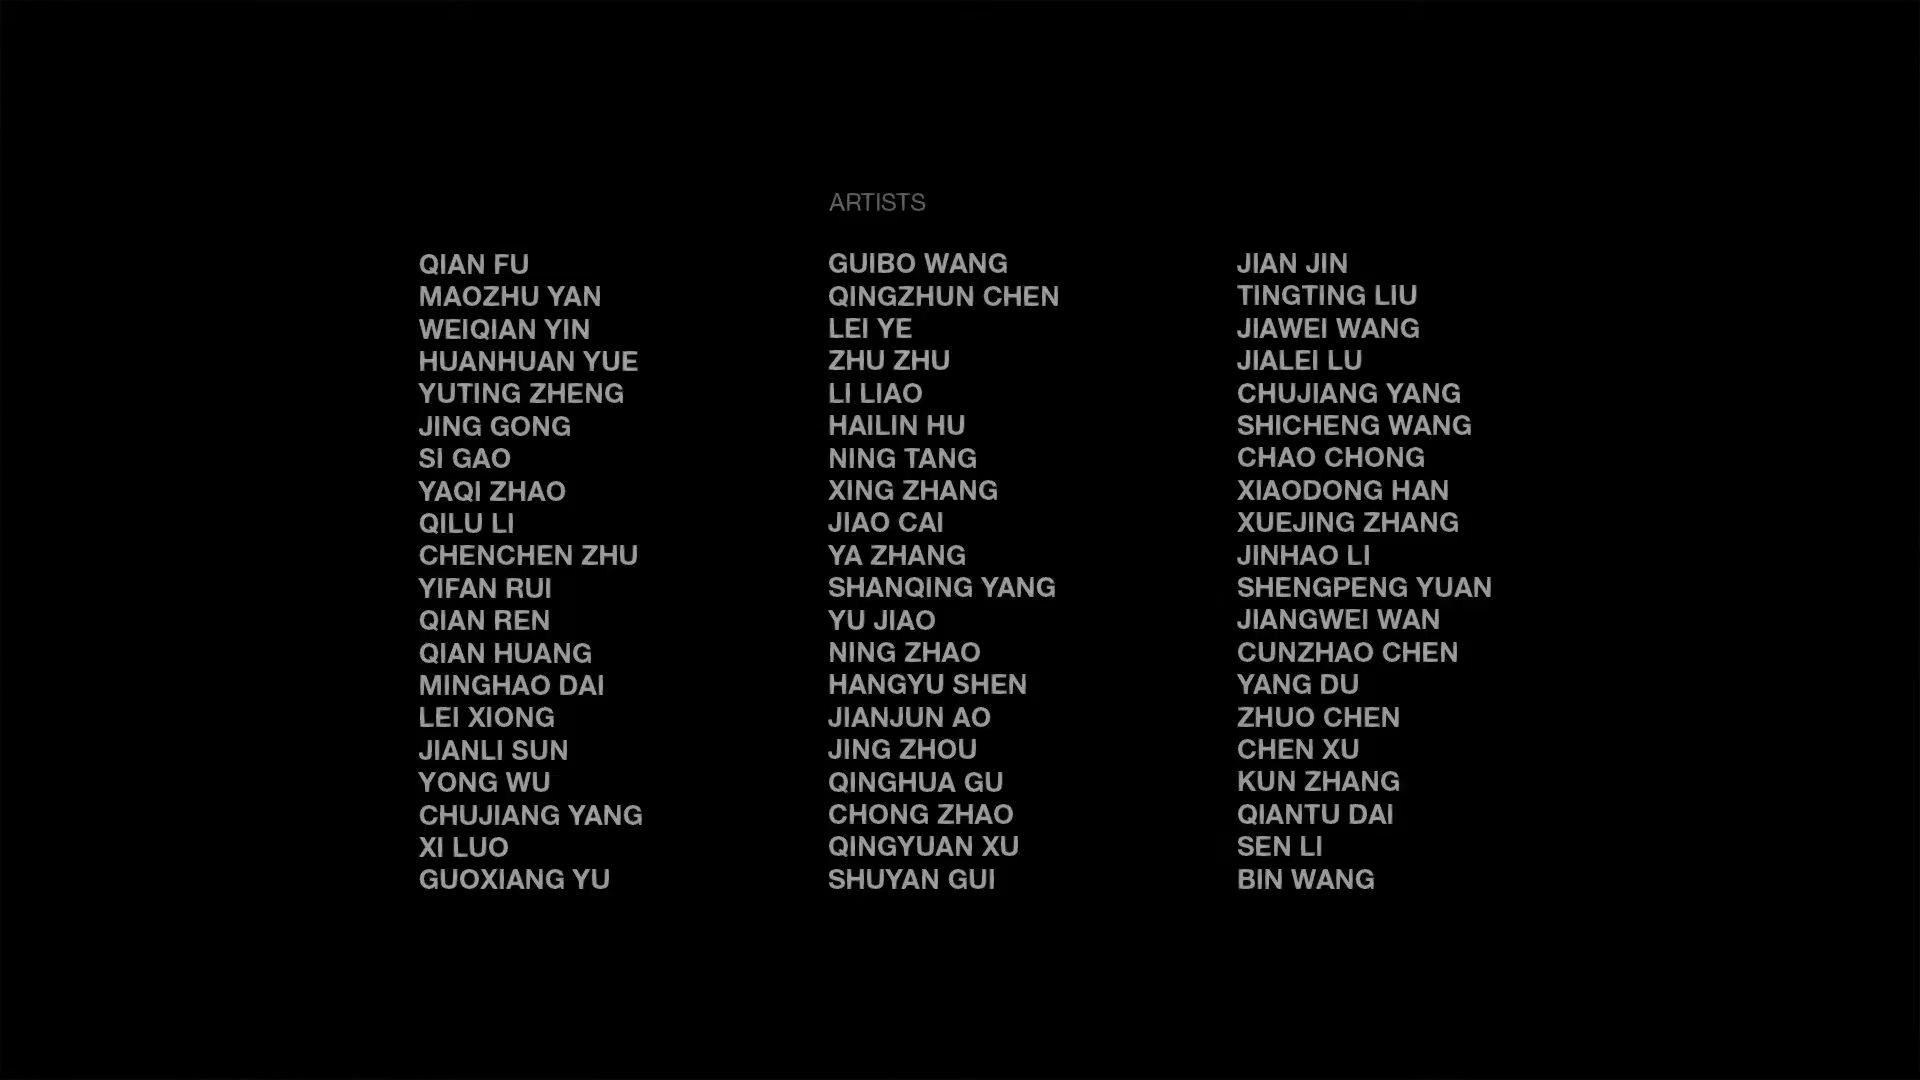 ARTISTS
QIAN FU
MAOZHU YAN
WEIQIAN YIN
HUANHUAN YUE
YUTING ZHENG
JING GONG
SI GAO
YAQI ZHAO
QILU LI
CHENCHEN ZHU
YIFAN RUI
QIAN REN
QIAN HUANG
MINGHAO DAI
LEI XIONG
JIANLI SUN
YONG WU
CHUJIANG YANG
XI LUO
GUOXIANG YU
GUIBO WANG
QINGZHUN CHEN
LEI YE
ZHU ZHU
LI LIAO
HAILIN HU
NING TANG
XING ZHANG
JIAO CAI
YA ZHANG
SHANQING YANG
YU JIAO
NING ZHAO
HANGYU SHEN
JIANJUN AO
JING ZHOU
QINGHUA GU
CHONG ZHAO
QINGYUAN XU
SHUYAN GUI
JIAN JIN
TINGTING LIU
JIAWEI WANG
JIALEI LU
CHUJIANG YANG
SHICHENG WANG
CHAO CHONG
XIAODONG HAN
XUEJING ZHANG
JINHAO LI
SHENGPENG YUAN
JIANGWEI WAN
CUNZHAO CHEN
YANG DU
ZHUO CHEN
CHEN XU
KUN ZHANG
QIANTU DAI
SEN LI
BIN WANG